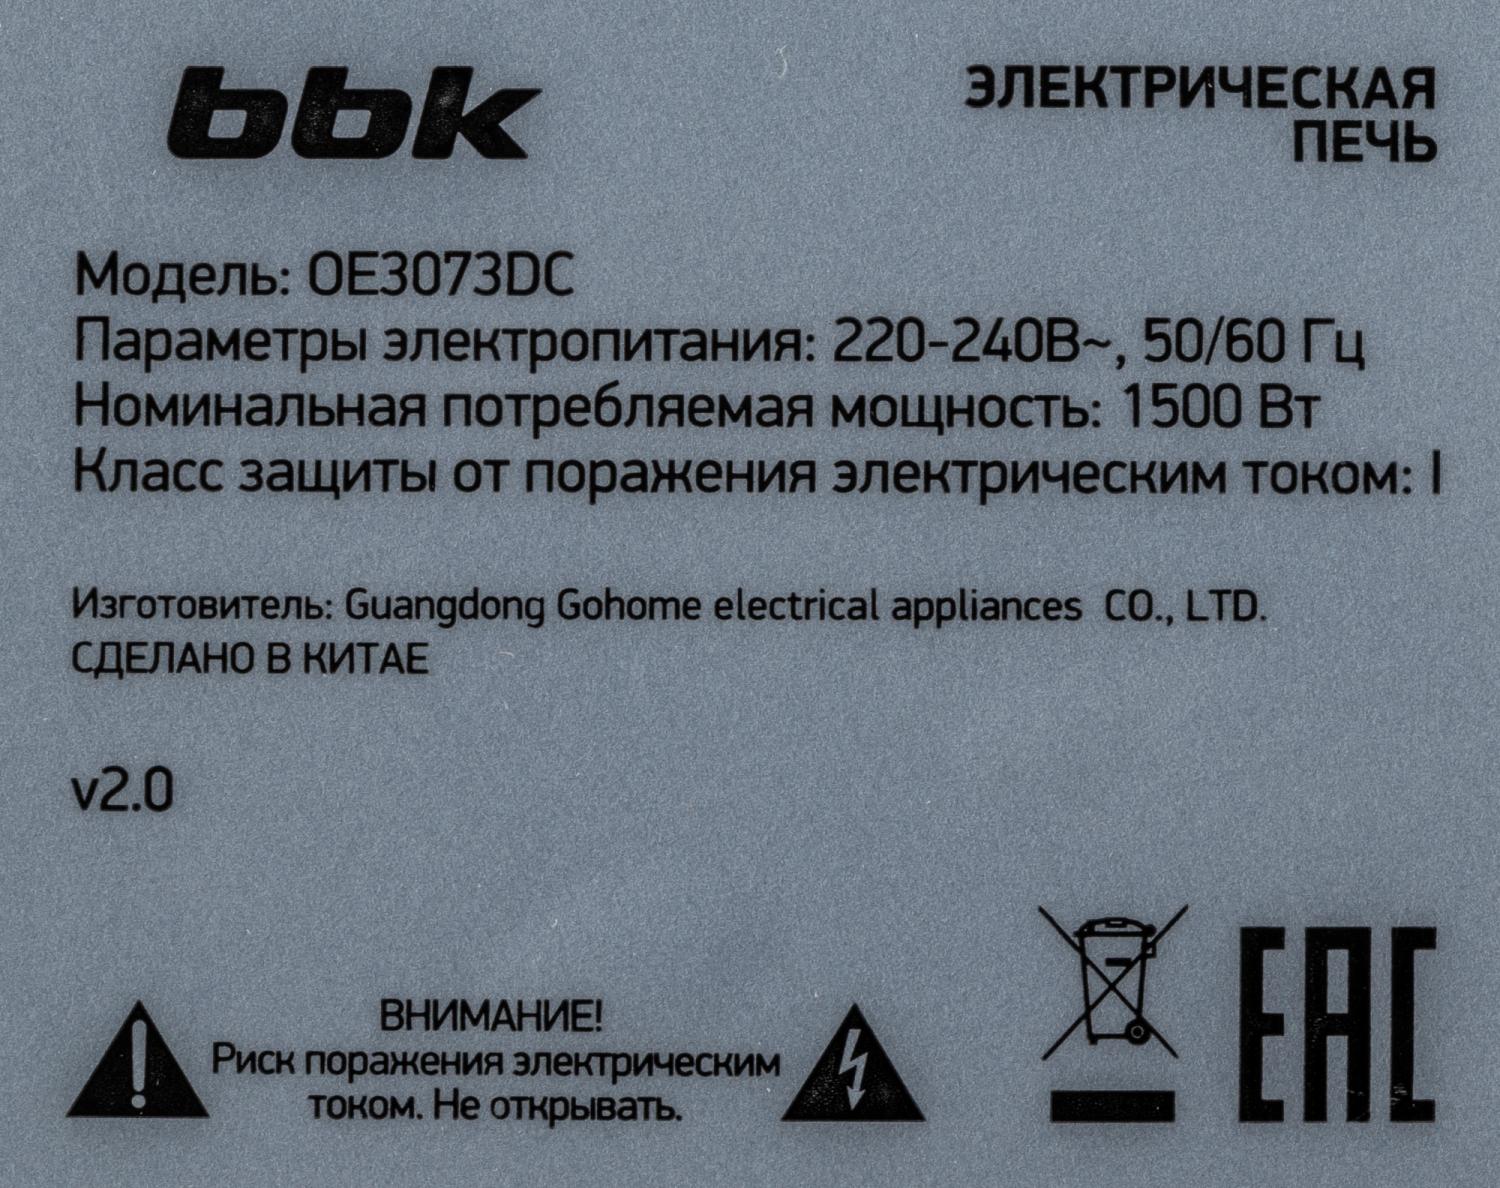 bbk
ЭЛЕКТРИЧЕСКАЯ
ПЕЧЬ
Модель: OE3073DC
Параметры электропитания: 220-240В~, 50/60 Гц
Номинальная потребляемая мощность: 1500 Вт
Класс защиты от поражения электрическим током: I
Изготовитель: Guangdong Gohome electrical appliances CO., LTD.
СДЕЛАНО В КИТАЕ
v2.0
ВНИМАНИЕ!
Риск поражения электрическим
током. Не открывать.
EAC